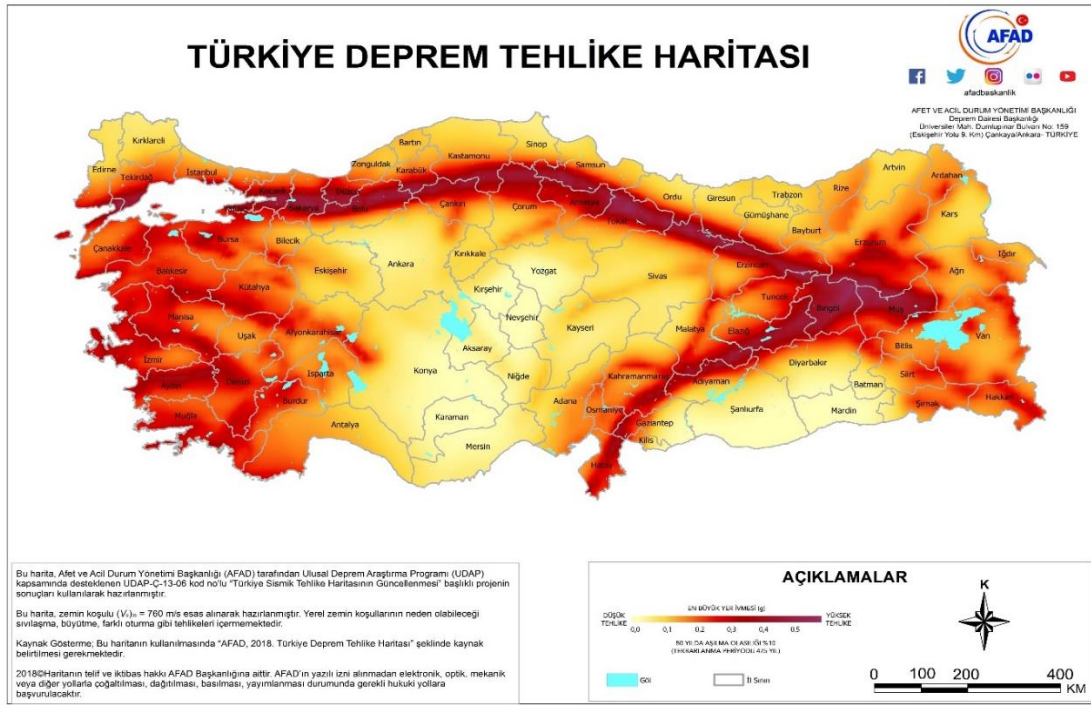 TÜRKİYE DEPREM TEHLİKE HARİTASI
AFAD
afadbaskanlik
AFET VE ACİL DURUM YÖNETİMİ BAŞKANLIĞI
Deprem Dairesi Başkanlığı
Üniversiteler Mah. Dumlupınar Bulvarı No: 159
(Eskişehir Yolu 9. Km) Çankaya/Ankara- TÜRKİYE
Kırklareli
Edirne
Tekirdağ
İstanbul
Zonguldak
Bartın
Karabük
Kastamonu
Sinop
Samsun
Ordu
Giresun
Trabzon
Rize
Artvin
Ardahan
Kars
Gümüşhane
Bayburt
Erzurum
Iğdır
Ağrı
Çanakkale
Bursa
Bilecik
Bolu
Çankırı
Çorum
Amasya
Tokat
Balıkesir
Kütahya
Eskişehir
Ankara
Kırıkkale
Yozgat
Sivas
Erzincan
Tunceli
Bingöl
Muş
Kırşehir
Nevşehir
Kayseri
Malatya
Elazığ
Bitlis
Van
Manisa
Uşak
Afyonkarahisar
Aksaray
Diyarbakır
İzmir
Aydın
Denizli
Isparta
Konya
Niğde
Kahramanmaraş
Adıyaman
Batman
Siirt
Hakkari
Burdur
Muğla
Antalya
Karaman
Mersin
Adana
Osmaniye
Gaziantep
Kilis
Şanlıurfa
Mardin
Şırnak
Hatay
Bu harita, Afet ve Acil Durum Yönetimi Başkanlığı (AFAD) tarafından Ulusal Deprem Araştırma Programı (UDAP)
kapsamında desteklenen UDAP-Ç-13-06 kod no'lu "Türkiye Sismik Tehlike Haritasının Güncellenmesi" başlıklı projenin
sonuçları kullanılarak hazırlanmıştır.
Bu harita, zemin koşulu (Vₛ)₃₀ = 760 m/s esas alınarak hazırlanmıştır. Yerel zemin koşullarının neden olabileceği
sıvılaşma, büyütme, farklı oturma gibi tehlikeleri içermemektedir.
Kaynak Gösterme; Bu haritanın kullanılmasında "AFAD, 2018. Türkiye Deprem Tehlike Haritası" şeklinde kaynak
belirtilmesi gerekmektedir.
2018©Haritanın telif ve iktibas hakkı AFAD Başkanlığına aittir. AFAD'ın yazılı izni alınmadan elektronik, optik, mekanik
veya diğer yollarla çoğaltılması, dağıtılması, basılması, yayımlanması durumunda gerekli hukuki yollara
başvurulacaktır.
AÇIKLAMALAR
EN BÜYÜK YER İVMESİ (g)
DÜŞÜK TEHLİKE
YÜKSEK TEHLİKE
0,0 0,1 0,2 0,3 0,4 0,5
50 YILDA AŞILMA OLASILIĞI %10
(TEKRARLANMA PERİYODU 475 YIL)
Göl
İl Sınırı
K
0 100 200 400
KM